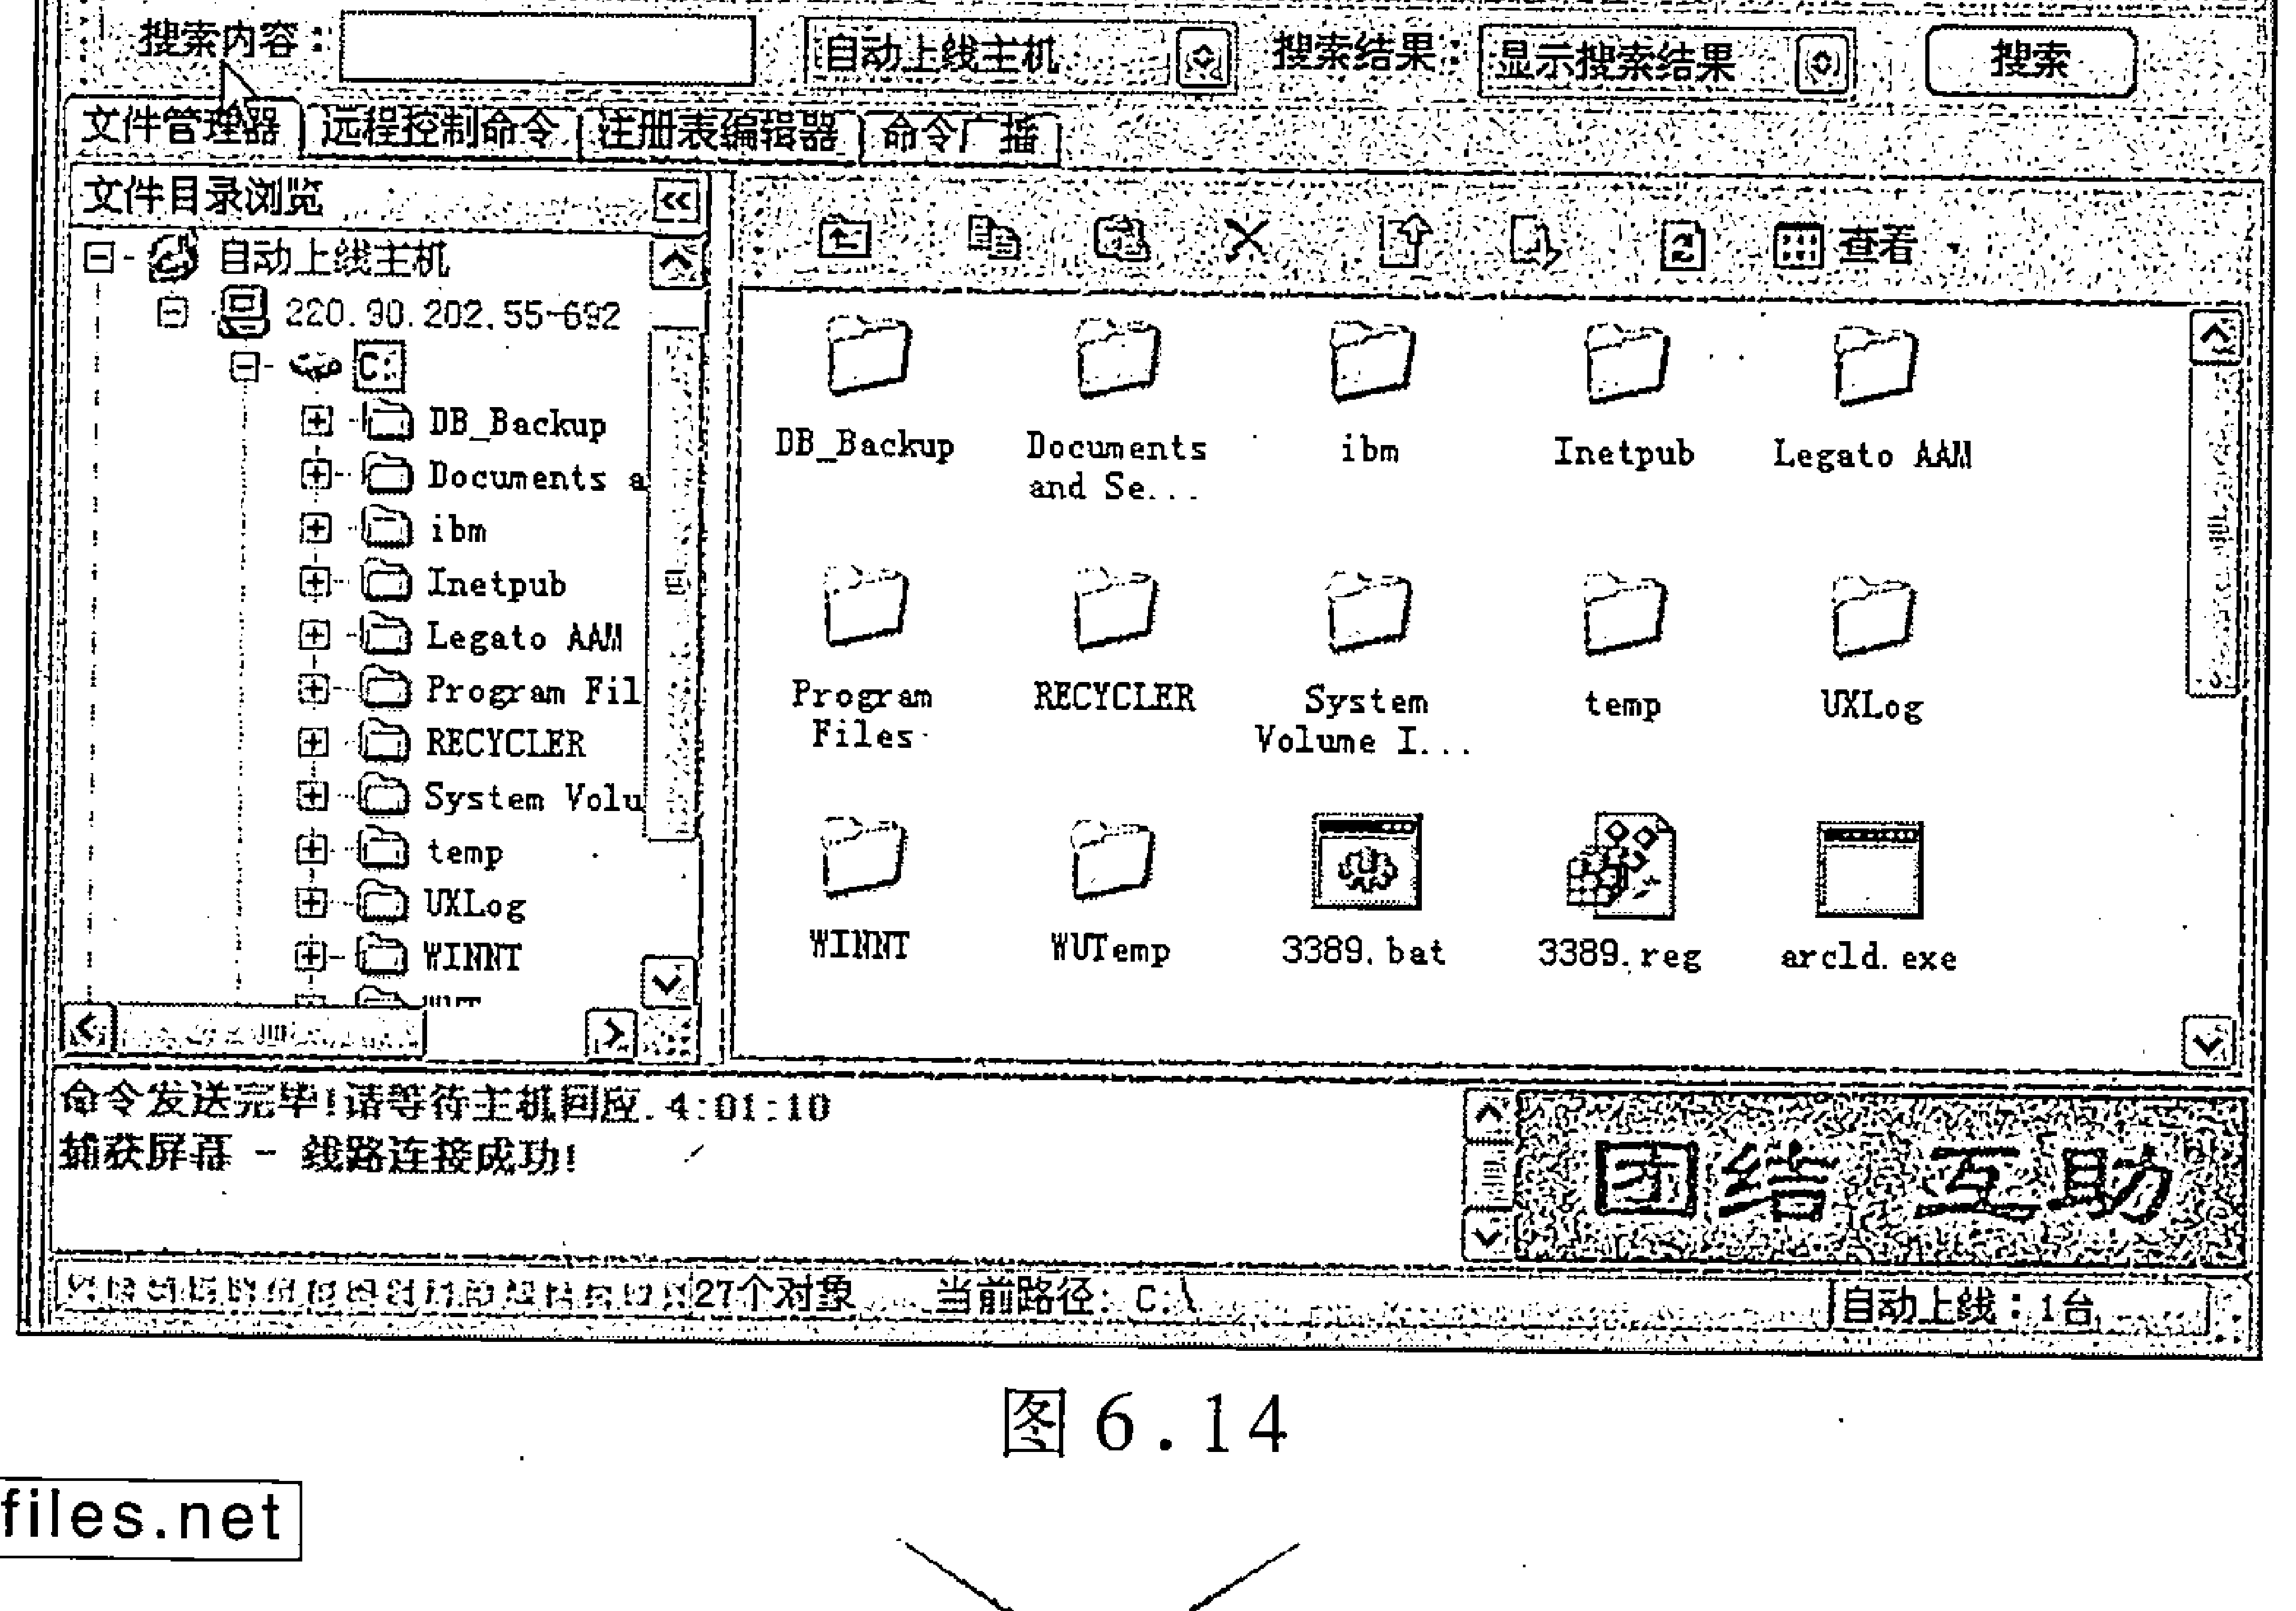 搜索内容：
自动上线主机
搜索结果：
显示搜索结果
搜索
文件管理器
远程控制命令
注册表编辑器
命令广播
文件目录浏览
查看
自动上线主机
220.90.202.55-692
C:
DB_Backup
Documents a
ibm
Inetpub
Legato AAM
Program Fil
RECYCLER
System Volu
temp
UXLog
WINNT
DB_Backup
Documents
and Se...
ibm
Inetpub
Legato AAM
Program
Files
RECYCLER
System
Volume I...
temp
UXLog
WINNT
WUTemp
3389.bat
3389.reg
arcld.exe
命令发送完毕!请等待主机回应.4:01:10
捕获屏幕 - 线路连接成功!
团结 互助
27个对象
当前路径: C:\
自动上线：1台
图 6.14
files.net